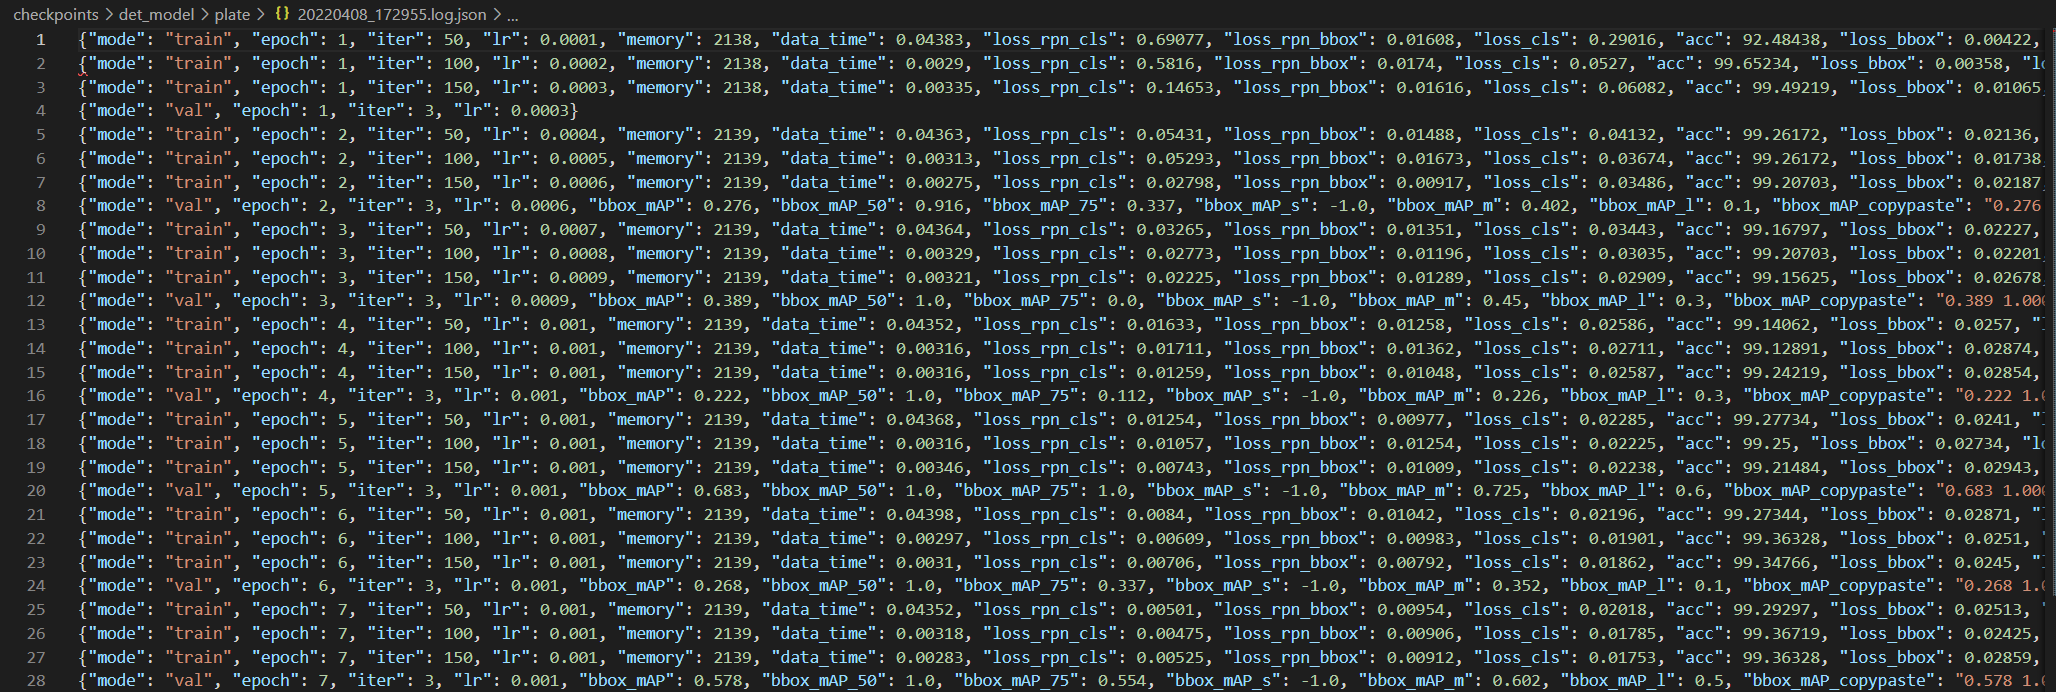 checkpoints > det_model > plate > {} 20220408_172955.log.json > ...
1 {"mode": "train", "epoch": 1, "iter": 50, "lr": 0.0001, "memory": 2138, "data_time": 0.04383, "loss_rpn_cls": 0.69077, "loss_rpn_bbox": 0.01608, "loss_cls": 0.29016, "acc": 92.48438, "loss_bbox": 0.00422,
2 {"mode": "train", "epoch": 1, "iter": 100, "lr": 0.0002, "memory": 2138, "data_time": 0.0029, "loss_rpn_cls": 0.5816, "loss_rpn_bbox": 0.0174, "loss_cls": 0.0527, "acc": 99.65234, "loss_bbox": 0.00358, "lo
3 {"mode": "train", "epoch": 1, "iter": 150, "lr": 0.0003, "memory": 2138, "data_time": 0.00335, "loss_rpn_cls": 0.14653, "loss_rpn_bbox": 0.01616, "loss_cls": 0.06082, "acc": 99.49219, "loss_bbox": 0.01065,
4 {"mode": "val", "epoch": 1, "iter": 3, "lr": 0.0003}
5 {"mode": "train", "epoch": 2, "iter": 50, "lr": 0.0004, "memory": 2139, "data_time": 0.04363, "loss_rpn_cls": 0.05431, "loss_rpn_bbox": 0.01488, "loss_cls": 0.04132, "acc": 99.26172, "loss_bbox": 0.02136,
6 {"mode": "train", "epoch": 2, "iter": 100, "lr": 0.0005, "memory": 2139, "data_time": 0.00313, "loss_rpn_cls": 0.05293, "loss_rpn_bbox": 0.01673, "loss_cls": 0.03674, "acc": 99.26172, "loss_bbox": 0.01738,
7 {"mode": "train", "epoch": 2, "iter": 150, "lr": 0.0006, "memory": 2139, "data_time": 0.00275, "loss_rpn_cls": 0.02798, "loss_rpn_bbox": 0.00917, "loss_cls": 0.03486, "acc": 99.20703, "loss_bbox": 0.02187,
8 {"mode": "val", "epoch": 2, "iter": 3, "lr": 0.0006, "bbox_mAP": 0.276, "bbox_mAP_50": 0.916, "bbox_mAP_75": 0.337, "bbox_mAP_s": -1.0, "bbox_mAP_m": 0.402, "bbox_mAP_l": 0.1, "bbox_mAP_copypaste": "0.276
9 {"mode": "train", "epoch": 3, "iter": 50, "lr": 0.0007, "memory": 2139, "data_time": 0.04364, "loss_rpn_cls": 0.03265, "loss_rpn_bbox": 0.01351, "loss_cls": 0.03443, "acc": 99.16797, "loss_bbox": 0.02227,
10 {"mode": "train", "epoch": 3, "iter": 100, "lr": 0.0008, "memory": 2139, "data_time": 0.00329, "loss_rpn_cls": 0.02773, "loss_rpn_bbox": 0.01196, "loss_cls": 0.03035, "acc": 99.20703, "loss_bbox": 0.02201,
11 {"mode": "train", "epoch": 3, "iter": 150, "lr": 0.0009, "memory": 2139, "data_time": 0.00321, "loss_rpn_cls": 0.02225, "loss_rpn_bbox": 0.01289, "loss_cls": 0.02909, "acc": 99.15625, "loss_bbox": 0.02678,
12 {"mode": "val", "epoch": 3, "iter": 3, "lr": 0.0009, "bbox_mAP": 0.389, "bbox_mAP_50": 1.0, "bbox_mAP_75": 0.0, "bbox_mAP_s": -1.0, "bbox_mAP_m": 0.45, "bbox_mAP_l": 0.3, "bbox_mAP_copypaste": "0.389 1.000
13 {"mode": "train", "epoch": 4, "iter": 50, "lr": 0.001, "memory": 2139, "data_time": 0.04352, "loss_rpn_cls": 0.01633, "loss_rpn_bbox": 0.01258, "loss_cls": 0.02586, "acc": 99.14062, "loss_bbox": 0.0257, "l
14 {"mode": "train", "epoch": 4, "iter": 100, "lr": 0.001, "memory": 2139, "data_time": 0.00316, "loss_rpn_cls": 0.01711, "loss_rpn_bbox": 0.01362, "loss_cls": 0.02711, "acc": 99.12891, "loss_bbox": 0.02874,
15 {"mode": "train", "epoch": 4, "iter": 150, "lr": 0.001, "memory": 2139, "data_time": 0.00316, "loss_rpn_cls": 0.01259, "loss_rpn_bbox": 0.01048, "loss_cls": 0.02587, "acc": 99.24219, "loss_bbox": 0.02854,
16 {"mode": "val", "epoch": 4, "iter": 3, "lr": 0.001, "bbox_mAP": 0.222, "bbox_mAP_50": 1.0, "bbox_mAP_75": 0.112, "bbox_mAP_s": -1.0, "bbox_mAP_m": 0.226, "bbox_mAP_l": 0.3, "bbox_mAP_copypaste": "0.222 1.0
17 {"mode": "train", "epoch": 5, "iter": 50, "lr": 0.001, "memory": 2139, "data_time": 0.04368, "loss_rpn_cls": 0.01254, "loss_rpn_bbox": 0.00977, "loss_cls": 0.02285, "acc": 99.27734, "loss_bbox": 0.0241, "l
18 {"mode": "train", "epoch": 5, "iter": 100, "lr": 0.001, "memory": 2139, "data_time": 0.00316, "loss_rpn_cls": 0.01057, "loss_rpn_bbox": 0.01254, "loss_cls": 0.02225, "acc": 99.25, "loss_bbox": 0.02734, "lo
19 {"mode": "train", "epoch": 5, "iter": 150, "lr": 0.001, "memory": 2139, "data_time": 0.00346, "loss_rpn_cls": 0.00743, "loss_rpn_bbox": 0.01009, "loss_cls": 0.02238, "acc": 99.21484, "loss_bbox": 0.02943,
20 {"mode": "val", "epoch": 5, "iter": 3, "lr": 0.001, "bbox_mAP": 0.683, "bbox_mAP_50": 1.0, "bbox_mAP_75": 1.0, "bbox_mAP_s": -1.0, "bbox_mAP_m": 0.725, "bbox_mAP_l": 0.6, "bbox_mAP_copypaste": "0.683 1.000
21 {"mode": "train", "epoch": 6, "iter": 50, "lr": 0.001, "memory": 2139, "data_time": 0.04398, "loss_rpn_cls": 0.0084, "loss_rpn_bbox": 0.01042, "loss_cls": 0.02196, "acc": 99.27344, "loss_bbox": 0.02871, "l
22 {"mode": "train", "epoch": 6, "iter": 100, "lr": 0.001, "memory": 2139, "data_time": 0.00297, "loss_rpn_cls": 0.00609, "loss_rpn_bbox": 0.00983, "loss_cls": 0.01901, "acc": 99.36328, "loss_bbox": 0.0251, "
23 {"mode": "train", "epoch": 6, "iter": 150, "lr": 0.001, "memory": 2139, "data_time": 0.0031, "loss_rpn_cls": 0.00706, "loss_rpn_bbox": 0.00792, "loss_cls": 0.01862, "acc": 99.34766, "loss_bbox": 0.0245, "l
24 {"mode": "val", "epoch": 6, "iter": 3, "lr": 0.001, "bbox_mAP": 0.268, "bbox_mAP_50": 1.0, "bbox_mAP_75": 0.337, "bbox_mAP_s": -1.0, "bbox_mAP_m": 0.352, "bbox_mAP_l": 0.1, "bbox_mAP_copypaste": "0.268 1.0
25 {"mode": "train", "epoch": 7, "iter": 50, "lr": 0.001, "memory": 2139, "data_time": 0.04352, "loss_rpn_cls": 0.00501, "loss_rpn_bbox": 0.00954, "loss_cls": 0.02018, "acc": 99.29297, "loss_bbox": 0.02513, "
26 {"mode": "train", "epoch": 7, "iter": 100, "lr": 0.001, "memory": 2139, "data_time": 0.00318, "loss_rpn_cls": 0.00475, "loss_rpn_bbox": 0.00906, "loss_cls": 0.01785, "acc": 99.36719, "loss_bbox": 0.02425,
27 {"mode": "train", "epoch": 7, "iter": 150, "lr": 0.001, "memory": 2139, "data_time": 0.00283, "loss_rpn_cls": 0.00525, "loss_rpn_bbox": 0.00912, "loss_cls": 0.01753, "acc": 99.36328, "loss_bbox": 0.02859,
28 {"mode": "val", "epoch": 7, "iter": 3, "lr": 0.001, "bbox_mAP": 0.578, "bbox_mAP_50": 1.0, "bbox_mAP_75": 0.554, "bbox_mAP_s": -1.0, "bbox_mAP_m": 0.602, "bbox_mAP_l": 0.5, "bbox_mAP_copypaste": "0.578 1.0